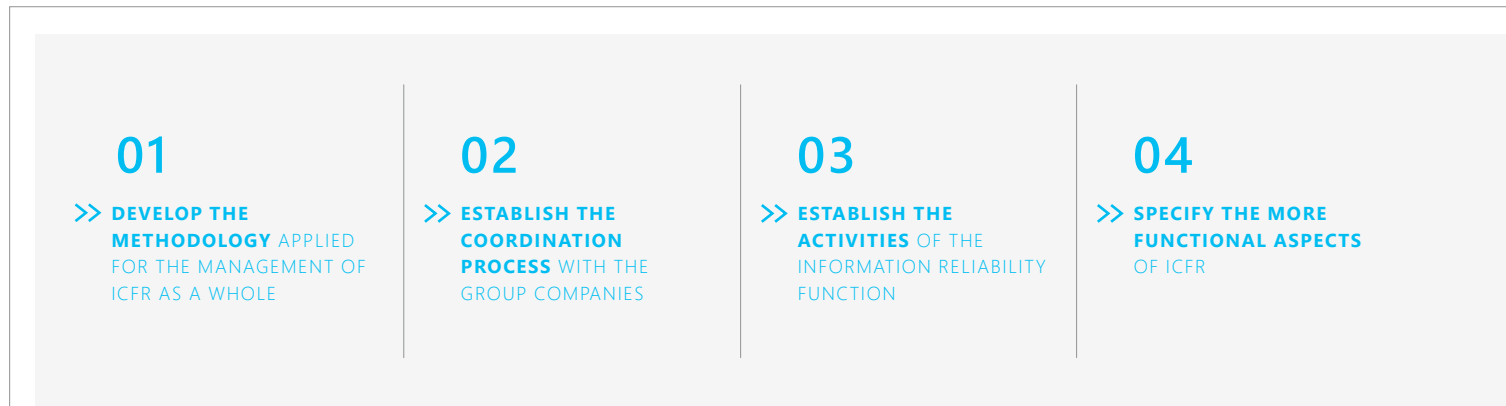 01
>> DEVELOP THE
METHODOLOGY APPLIED
FOR THE MANAGEMENT OF
ICFR AS A WHOLE
02
>> ESTABLISH THE
COORDINATION
PROCESS WITH THE
GROUP COMPANIES
03
>> ESTABLISH THE
ACTIVITIES OF THE
INFORMATION RELIABILITY
FUNCTION
04
>> SPECIFY THE MORE
FUNCTIONAL ASPECTS
OF ICFR